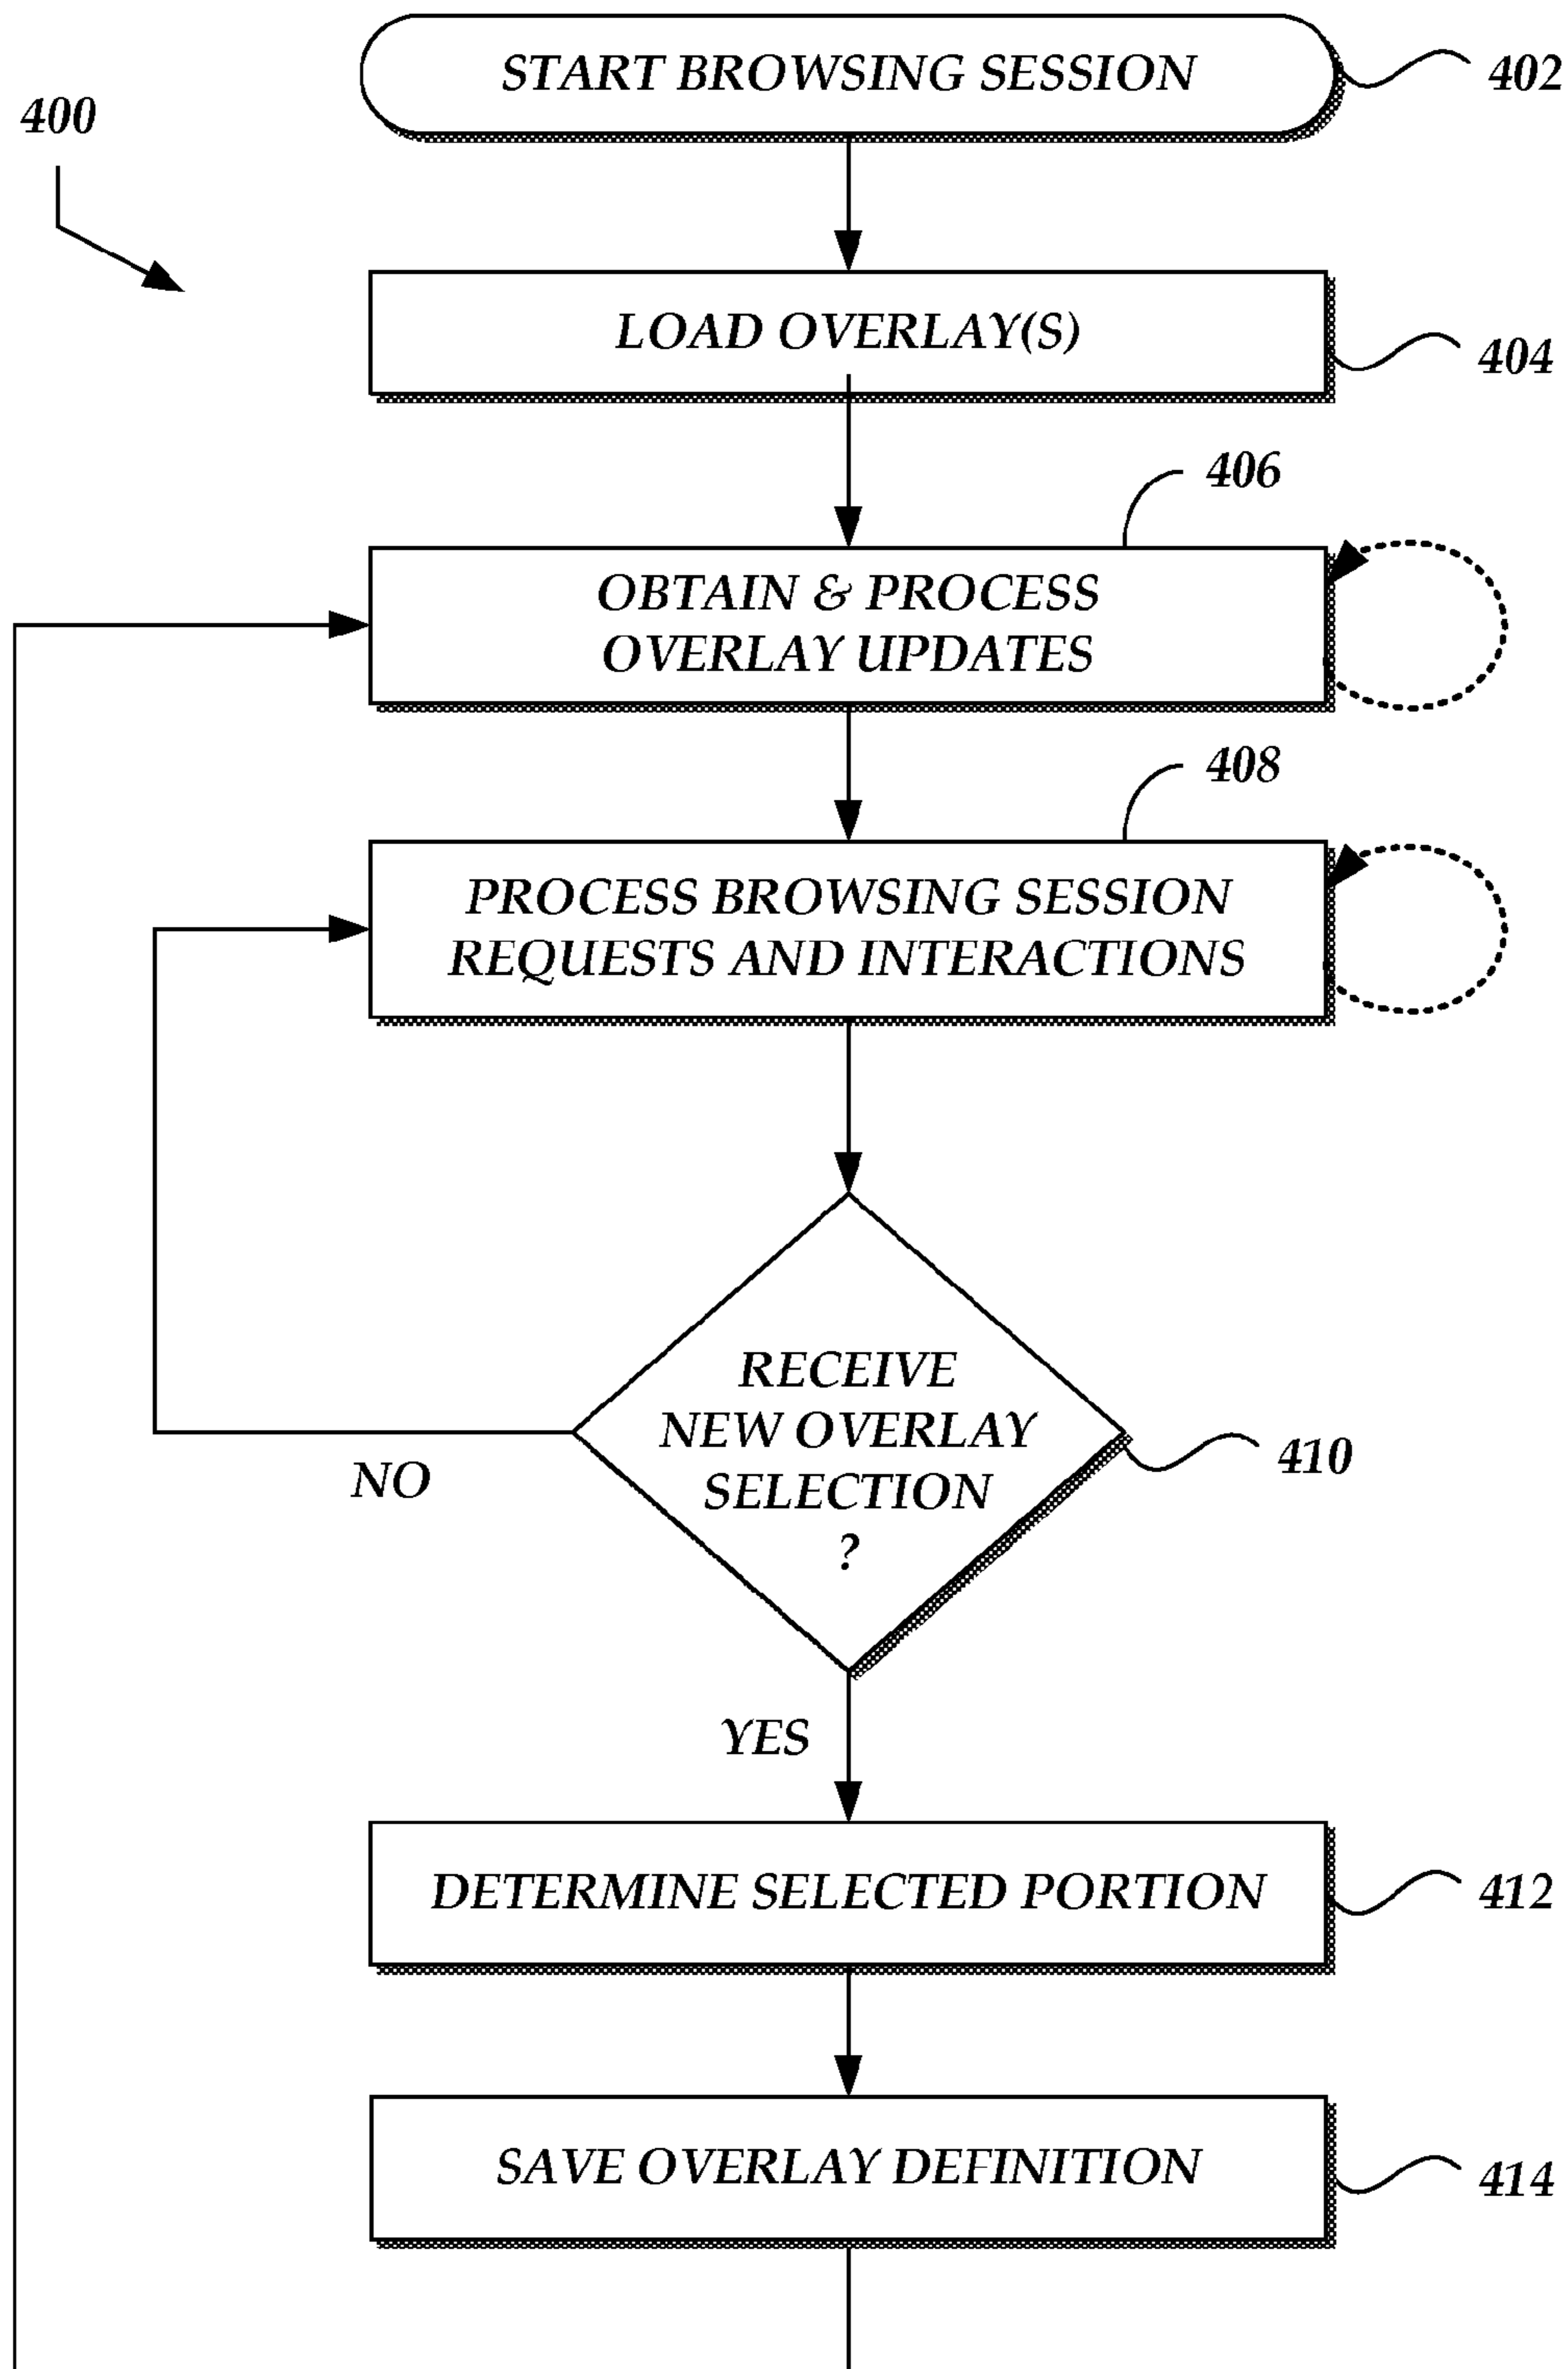 START BROWSING SESSION
402
400
LOAD OVERLAY(S)
404
406
OBTAIN & PROCESS
OVERLAY UPDATES
408
PROCESS BROWSING SESSION
REQUESTS AND INTERACTIONS
RECEIVE
NEW OVERLAY
SELECTION
?
410
NO
YES
DETERMINE SELECTED PORTION
412
SAVE OVERLAY DEFINITION
414